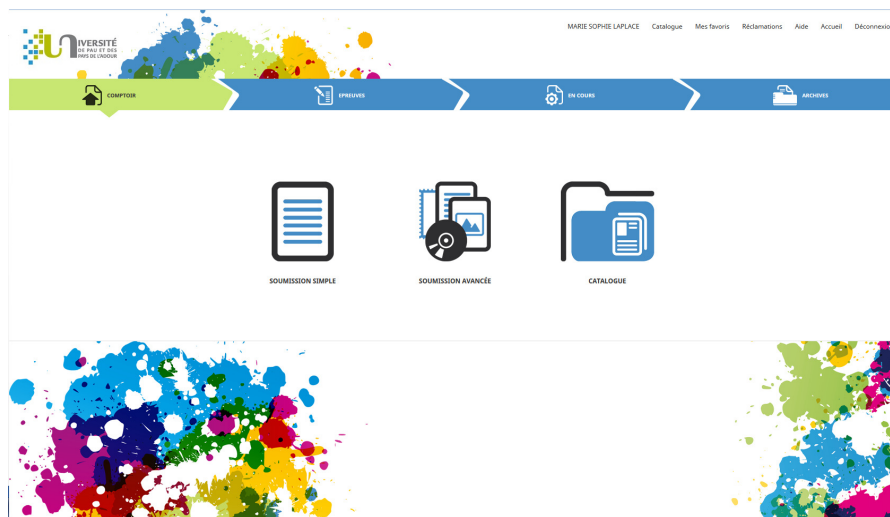 MARIE SOPHIE LAPLACE Catalogue Mes favoris Réclamations Aide Accueil Déconnexio
UNIVERSITÉ
DE PAU ET DES
PAYS DE L'ADOUR
COMPTOIR EPREUVES EN COURS ARCHIVES
SOUMISSION SIMPLE SOUMISSION AVANCÉE CATALOGUE